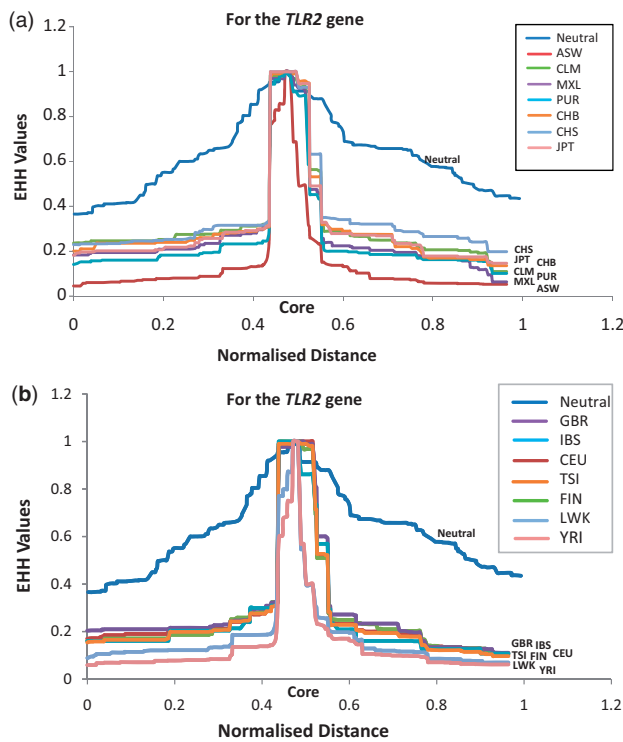 (a)
For the TLR2 gene
EHH Values
1.2
1
0.8
0.6
0.4
0.2
0
Neutral
ASW
CLM
MXL
PUR
CHB
CHS
JPT
Neutral
CHS
JPT CHB
CLM PUR
MXL ASW
Core
0 0.2 0.4 0.6 0.8 1 1.2
Normalised Distance
(b)
For the TLR2 gene
EHH Values
1.2
1
0.8
0.6
0.4
0.2
0
Neutral
GBR
IBS
CEU
TSI
FIN
LWK
YRI
Neutral
GBR IBS
TSI FIN CEU
LWK YRI
Core
0 0.2 0.4 0.6 0.8 1 1.2
Normalised Distance